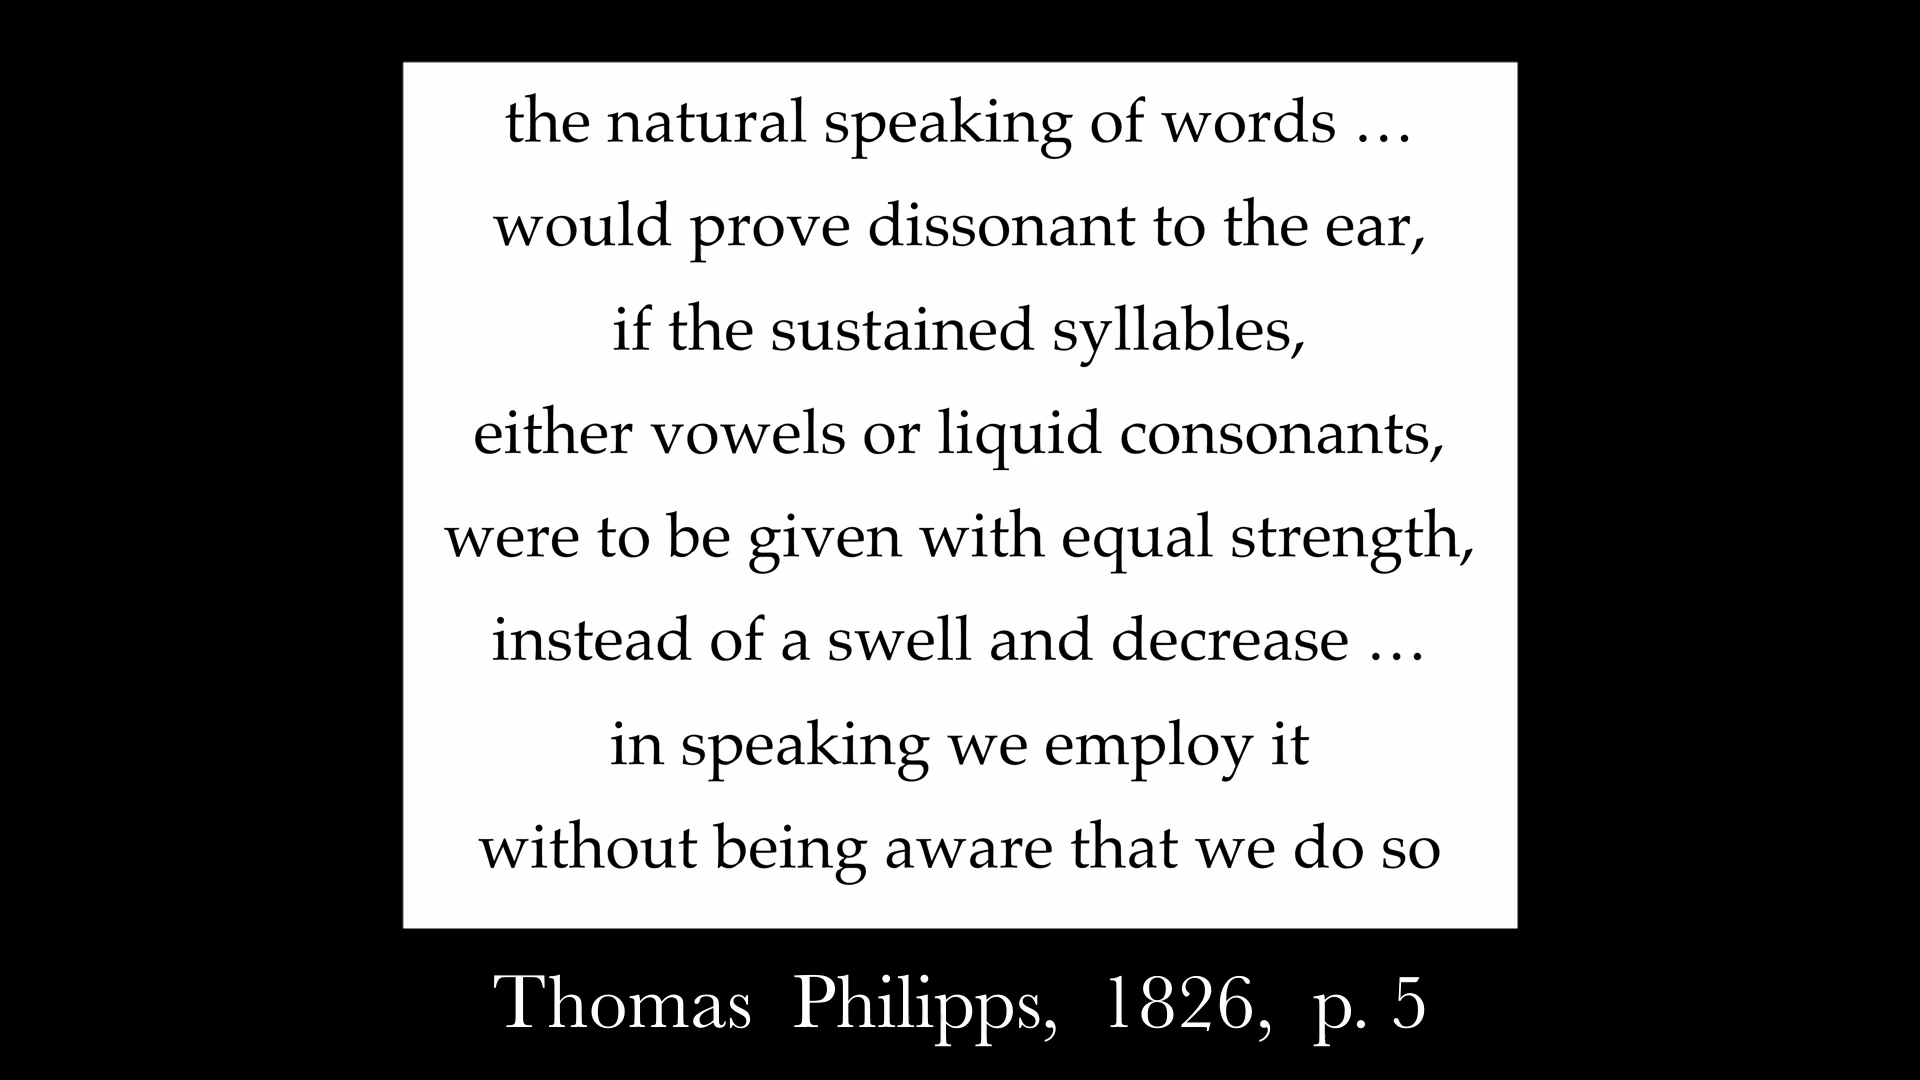 the natural speaking of words …
would prove dissonant to the ear,
if the sustained syllables,
either vowels or liquid consonants,
were to be given with equal strength,
instead of a swell and decrease …
in speaking we employ it
without being aware that we do so
Thomas Philipps, 1826, p. 5